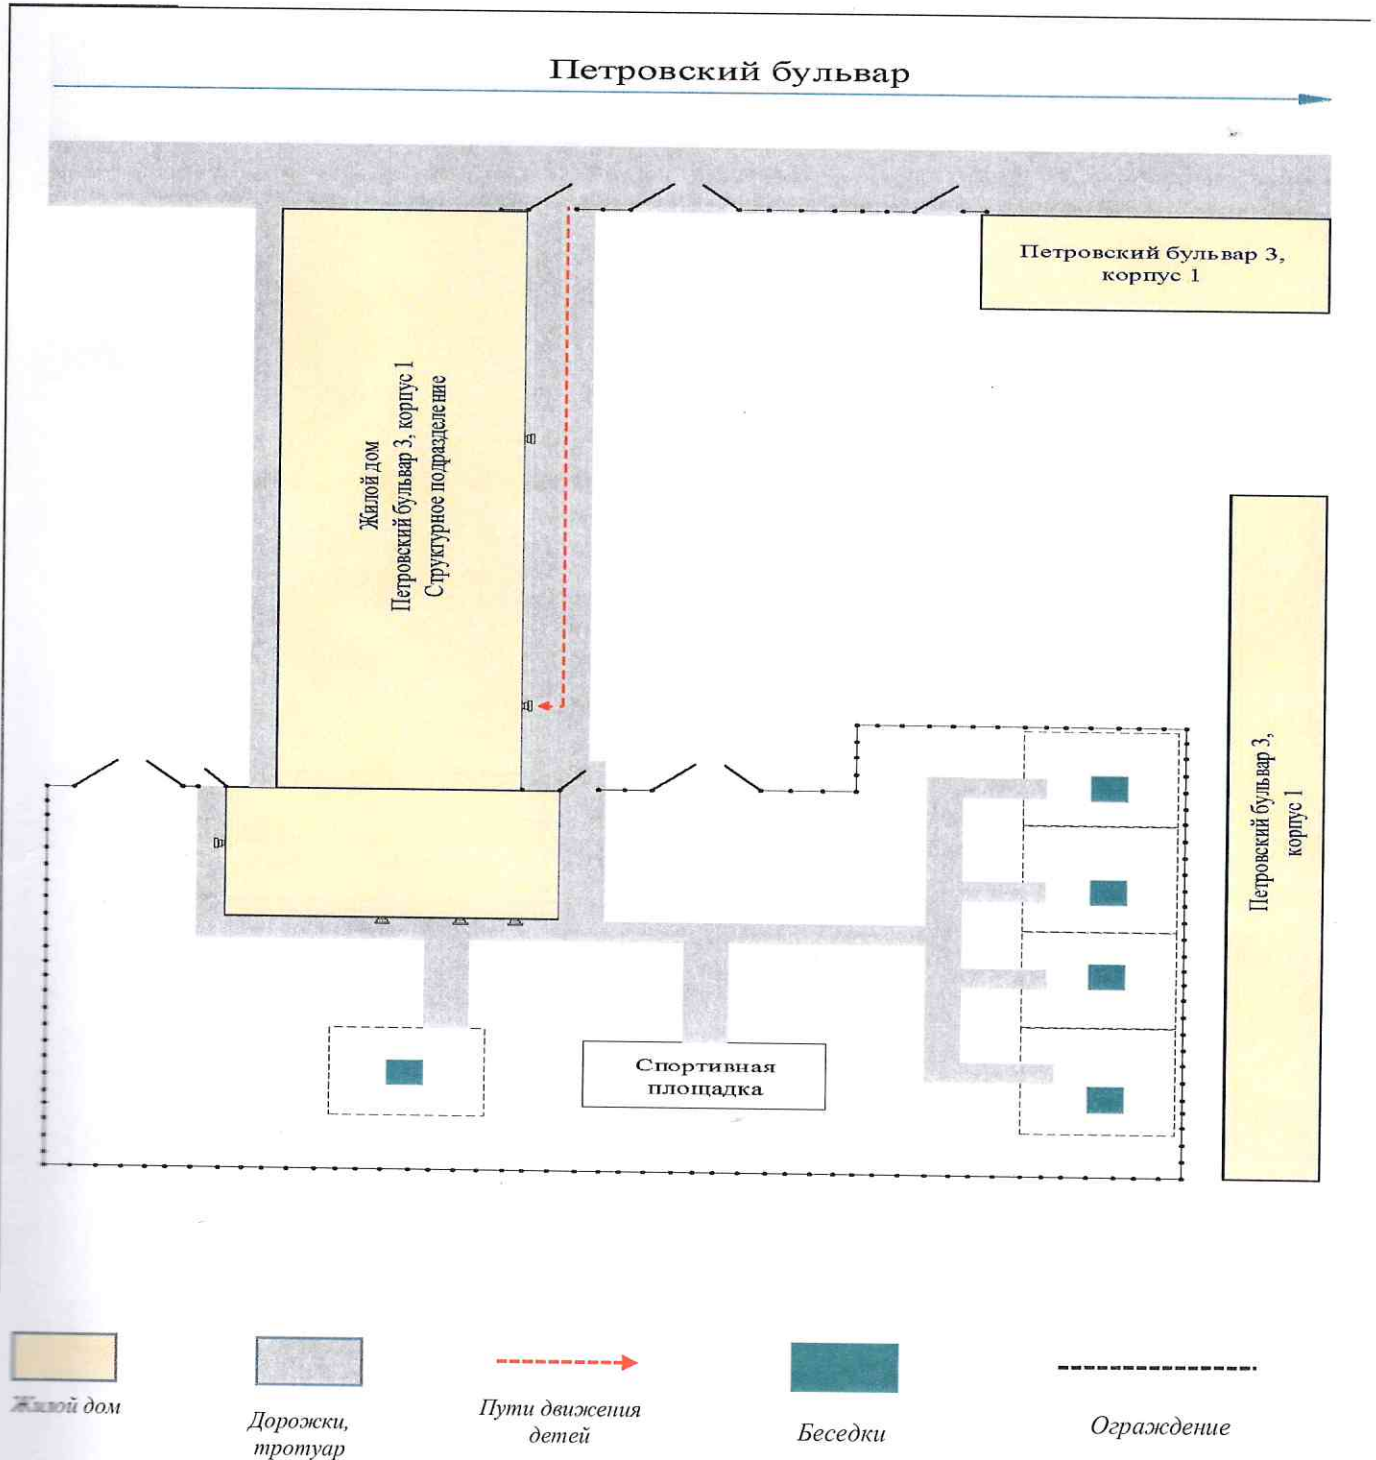 Петровский бульвар
Петровский бульвар 3,
корпус 1
Жилой дом
Петровский бульвар 3, корпус 1
Структурное подразделение
Петровский бульвар 3,
корпус 1
Спортивная
площадка
Жилой дом
Дорожки,
тротуар
Пути движения
детей
Беседки
Ограждение